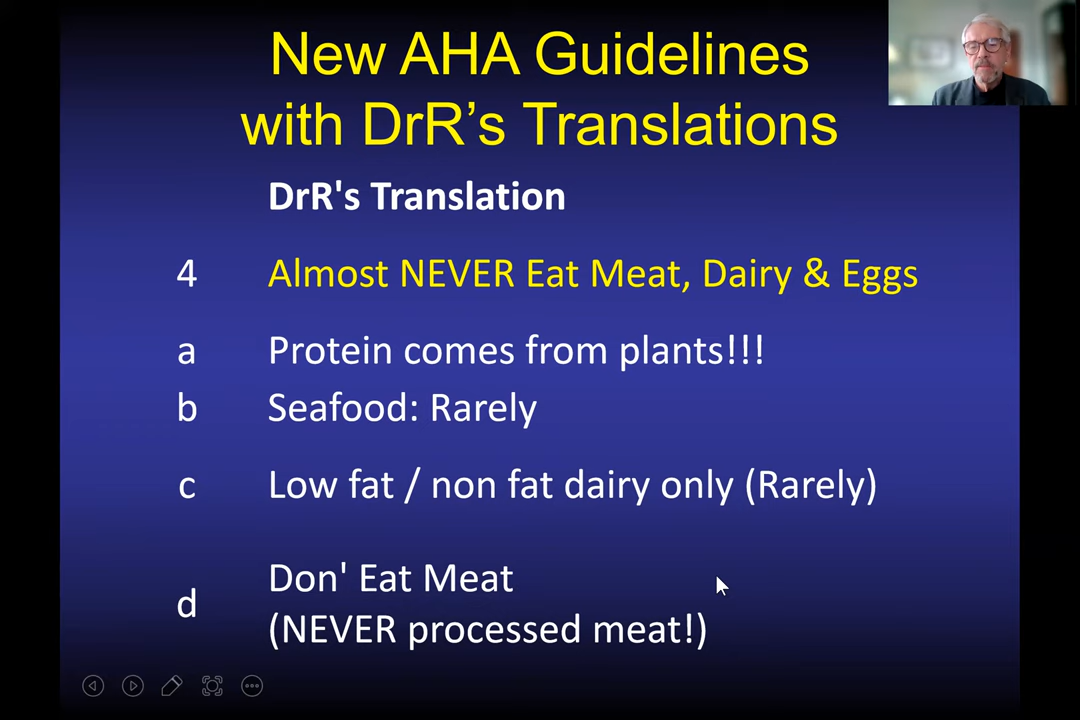 New AHA Guidelines
with DrR's Translations
DrR's Translation
4 Almost NEVER Eat Meat, Dairy & Eggs
a Protein comes from plants!!!
b Seafood: Rarely
c Low fat / non fat dairy only (Rarely)
d Don' Eat Meat
(NEVER processed meat!)